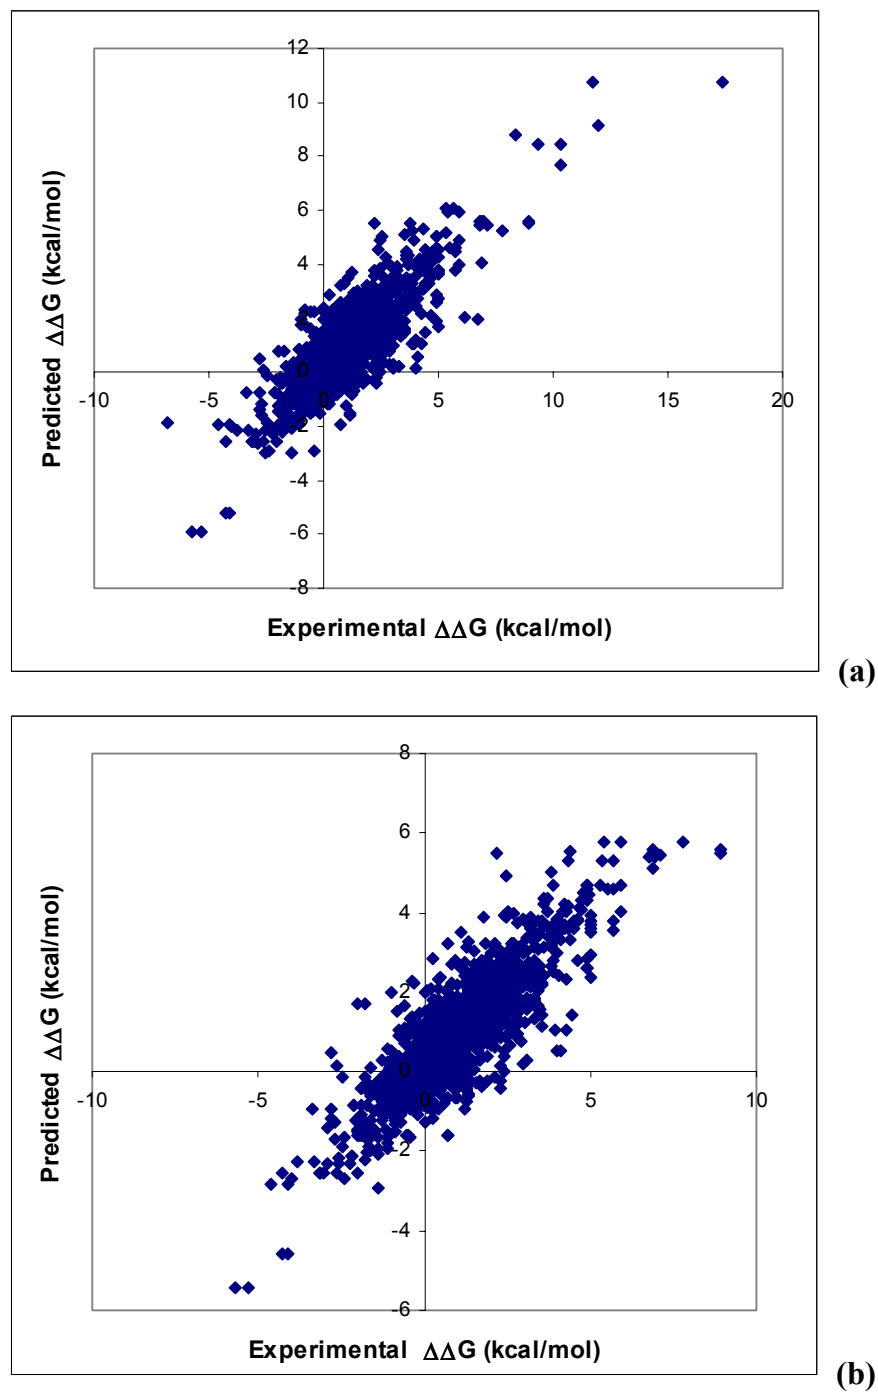 12
10
8
6
4
2
0
-10 -5 0 5 10 15 20
-2
-4
-6
-8
Predicted ΔΔG (kcal/mol)
Experimental ΔΔG (kcal/mol)
(a)
8
6
4
2
0
-10 -5 0 5 10
-2
-4
-6
Predicted ΔΔG (kcal/mol)
Experimental ΔΔG (kcal/mol)
(b)